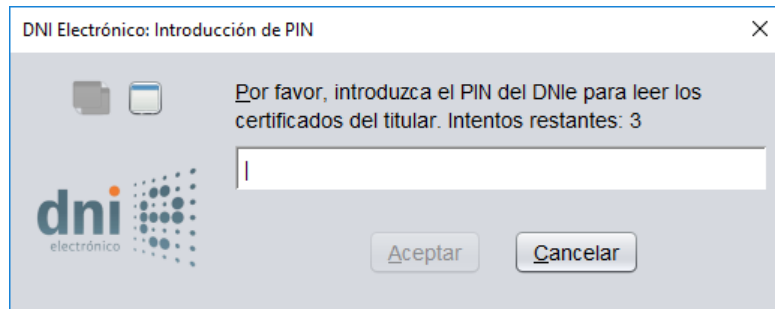 DNI Electrónico: Introducción de PIN
Por favor, introduzca el PIN del DNIe para leer los
certificados del titular. Intentos restantes: 3
dni
electrónico
Aceptar
Cancelar